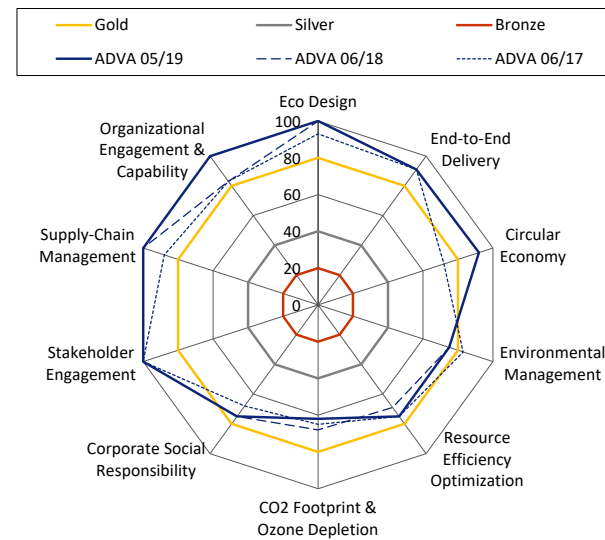 Gold
Silver
Bronze
ADVA 05/19
ADVA 06/18
ADVA 06/17
Eco Design
End-to-End
Delivery
Circular
Economy
Environmental
Management
Resource
Efficiency
Optimization
CO2 Footprint &
Ozone Depletion
Corporate Social
Responsibility
Stakeholder
Engagement
Supply-Chain
Management
Organizational
Engagement &
Capability
100
80
60
40
20
0